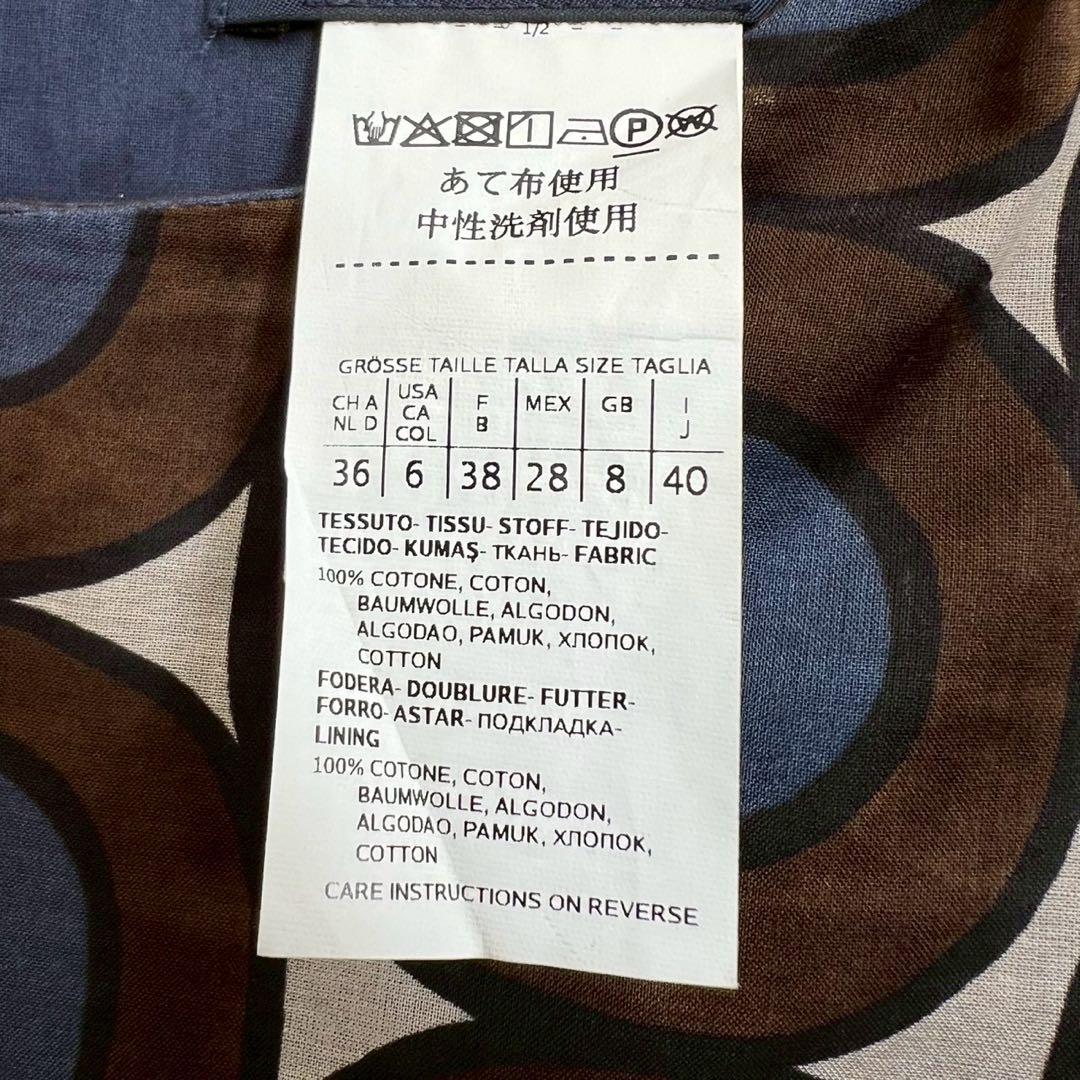 1/2
P W
あて布使用
中性洗剤使用
GRÖSSE TAILLE TALLA SIZE TAGLIA
CH A NL D USA CA COL F B MEX GB I J
36 6 38 28 8 40
TESSUTO- TISSU- STOFF- TEJIDO-
TECIDO- KUMAŞ- ТКАНЬ- FABRIC
100% COTONE, COTON,
BAUMWOLLE, ALGODON,
ALGODAO, PAMUK, ХЛОПОК,
COTTON
FODERA- DOUBLURE- FUTTER-
FORRO- ASTAR- ПОДКЛАДКА-
LINING
100% COTONE, COTON,
BAUMWOLLE, ALGODON,
ALGODAO, PAMUK, ХЛОПОК,
COTTON
CARE INSTRUCTIONS ON REVERSE